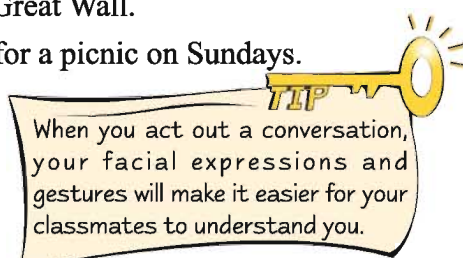 Great Wall.
for a picnic on Sundays.
TIP
When you act out a conversation,
your facial expressions and
gestures will make it easier for your
classmates to understand you.